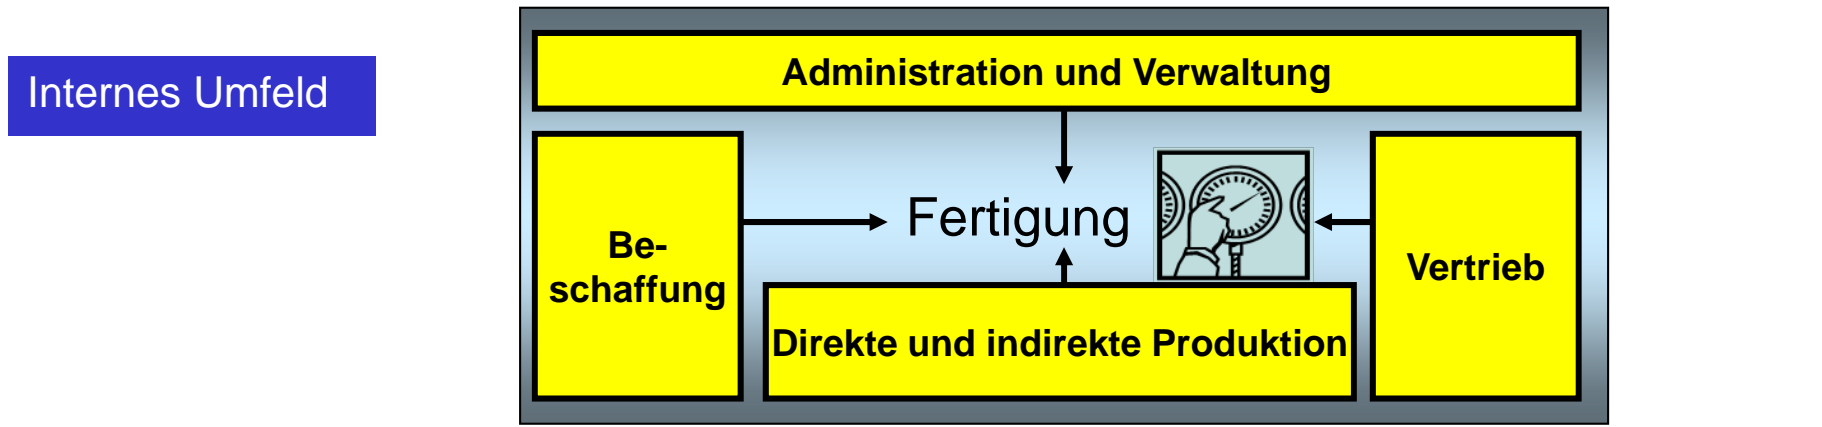 Internes Umfeld
Administration und Verwaltung
Be-
schaffung
Fertigung
Vertrieb
Direkte und indirekte Produktion